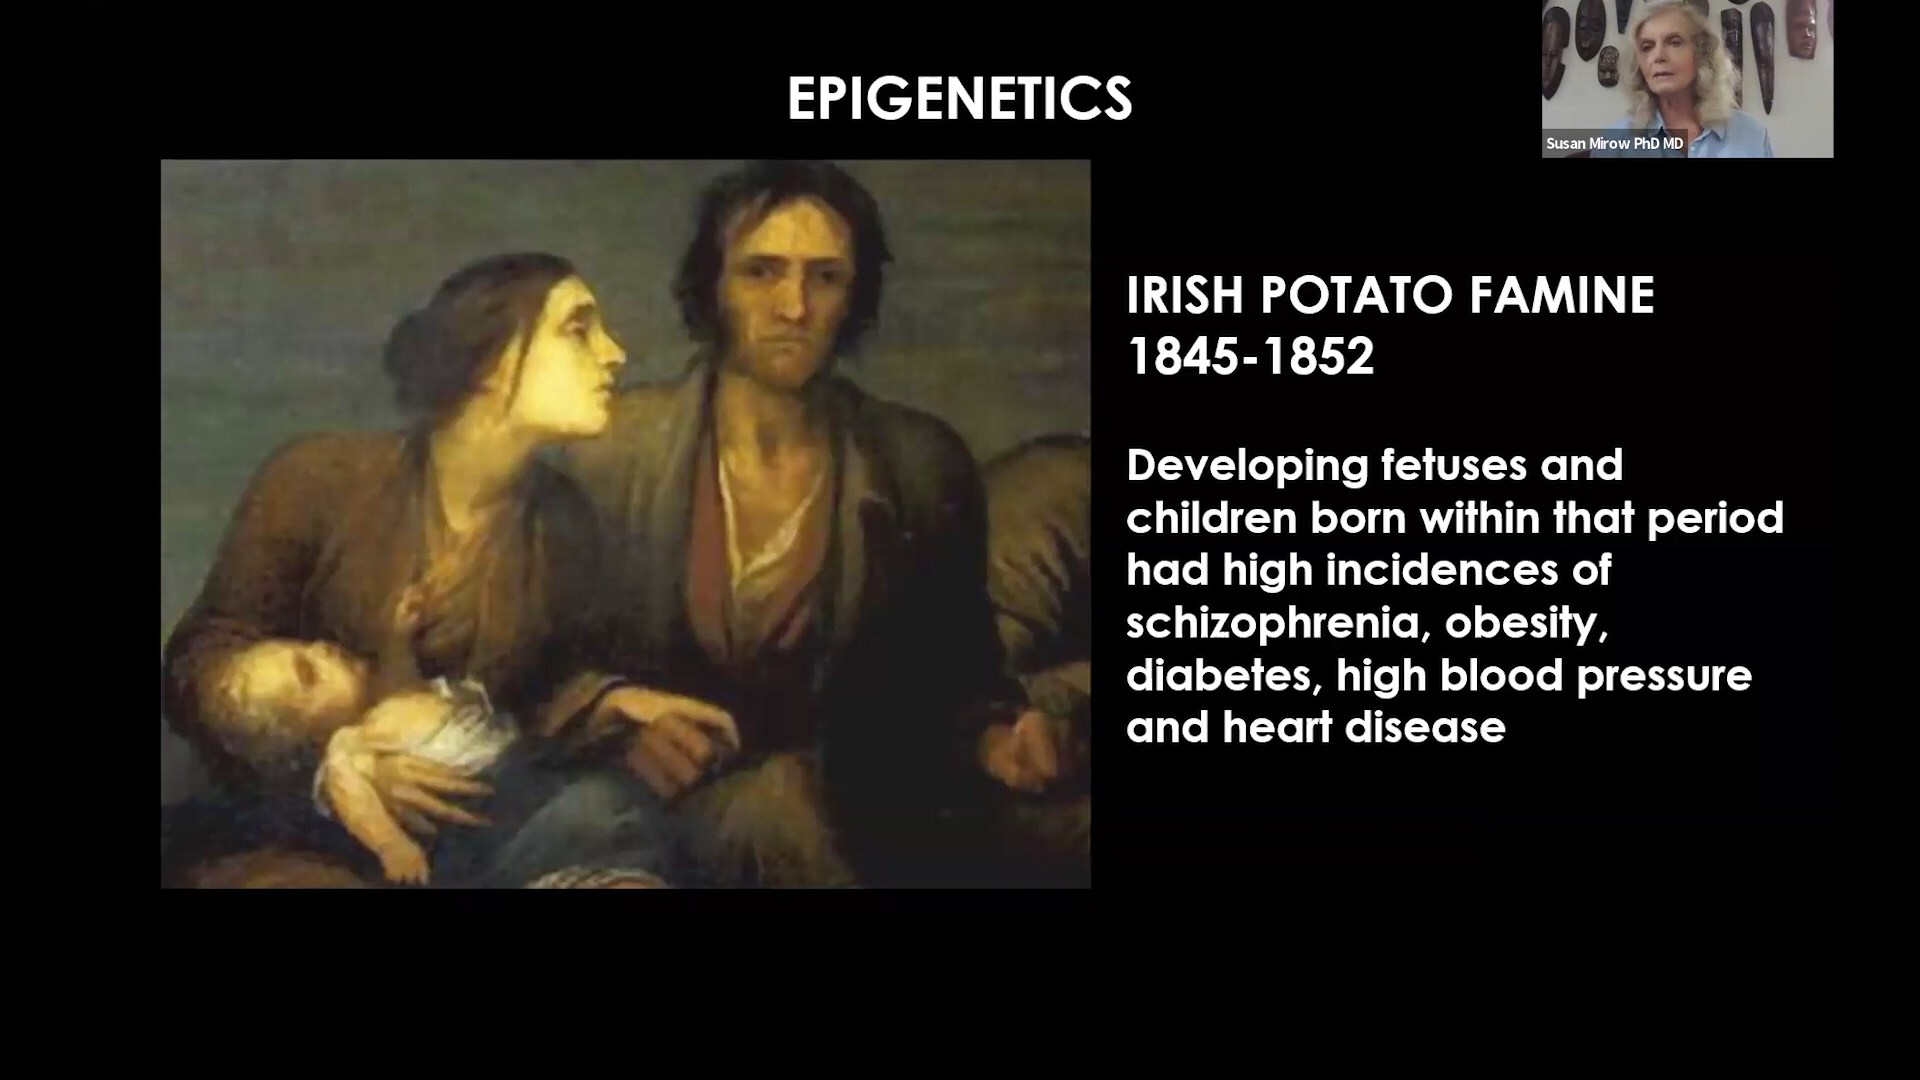 EPIGENETICS
Susan Mirow PhD MD
IRISH POTATO FAMINE
1845-1852
Developing fetuses and
children born within that period
had high incidences of
schizophrenia, obesity,
diabetes, high blood pressure
and heart disease